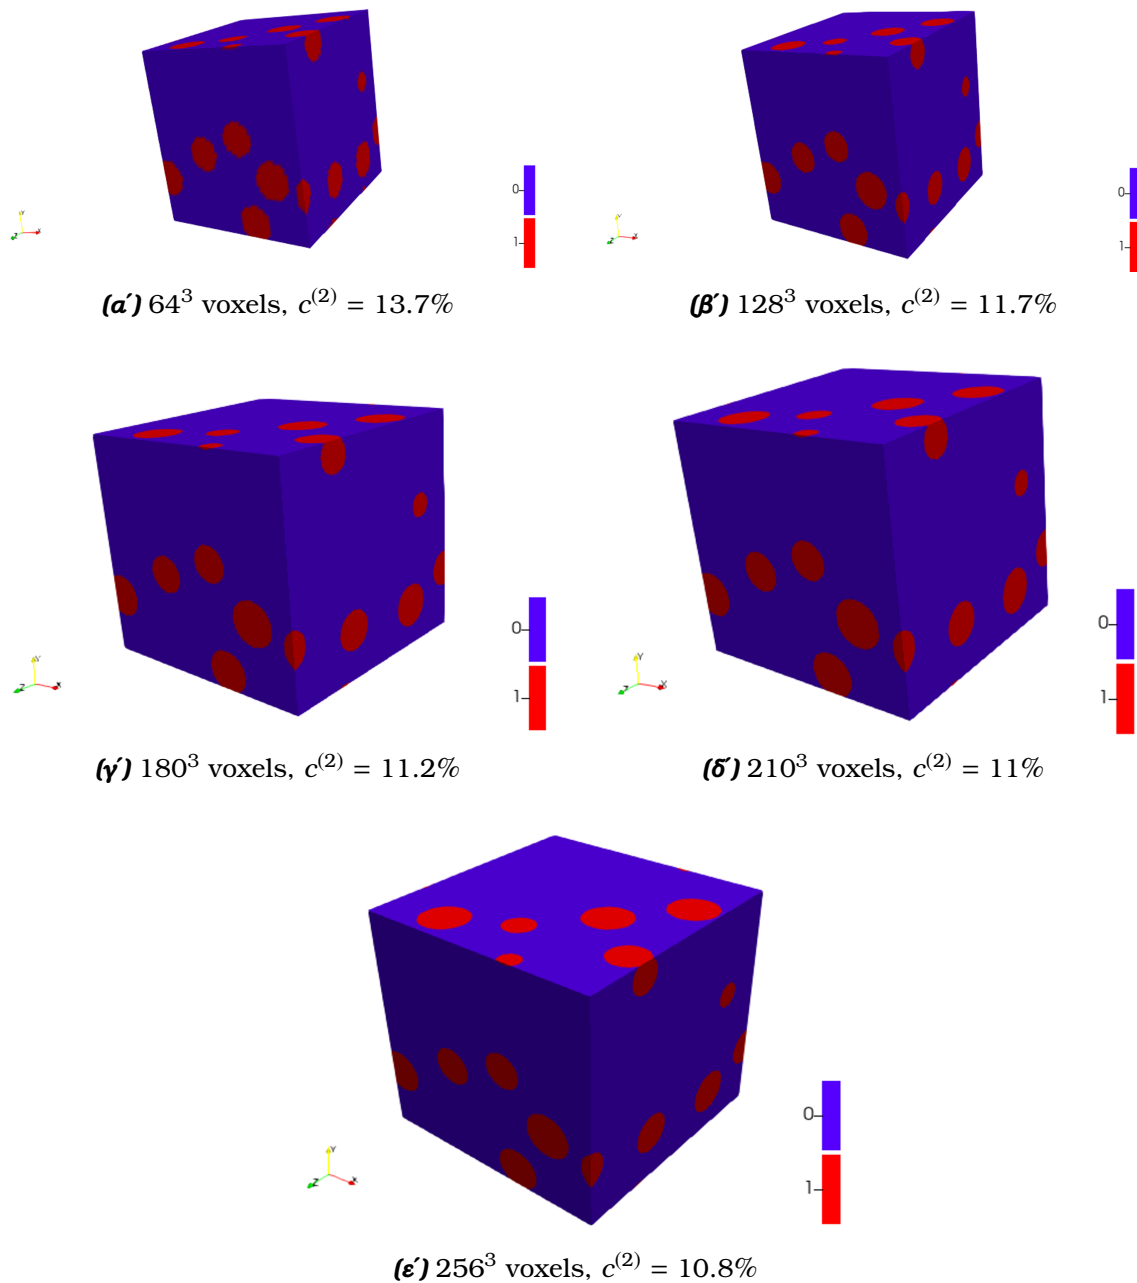 0
1
0
1
(α΄) 64³ voxels, c⁽²⁾ = 13.7%
(β΄) 128³ voxels, c⁽²⁾ = 11.7%
Y
Z
X
0
1
Y
Z
X
0
1
(γ΄) 180³ voxels, c⁽²⁾ = 11.2%
(δ΄) 210³ voxels, c⁽²⁾ = 11%
Y
Z
X
0
1
(ε΄) 256³ voxels, c⁽²⁾ = 10.8%